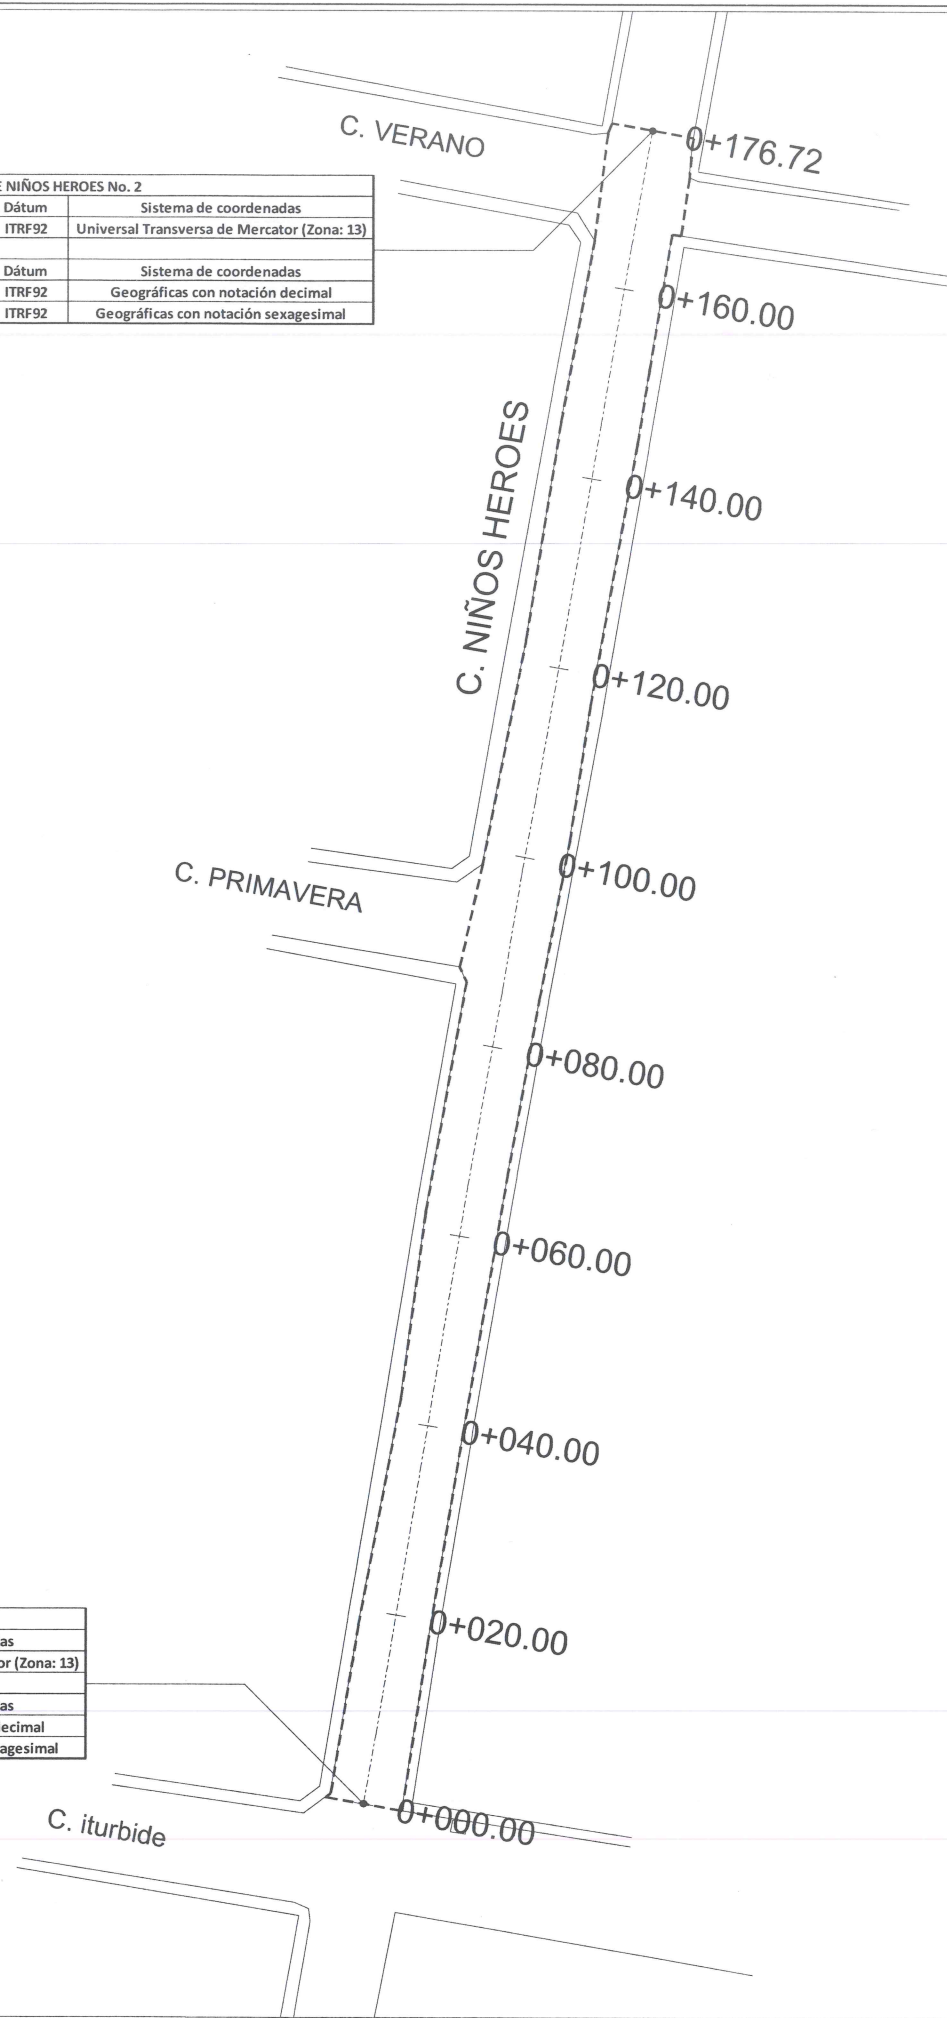 C. VERANO
0+176.72
E NIÑOS HEROES No. 2
Dátum Sistema de coordenadas
ITRF92 Universal Transversa de Mercator (Zona: 13)
Dátum Sistema de coordenadas
ITRF92 Geográficas con notación decimal
ITRF92 Geográficas con notación sexagesimal
0+160.00
C. NIÑOS HEROES
0+140.00
0+120.00
0+100.00
C. PRIMAVERA
0+080.00
0+060.00
0+040.00
0+020.00
as
or (Zona: 13)
as
ecimal
agesimal
0+000.00
C. iturbide